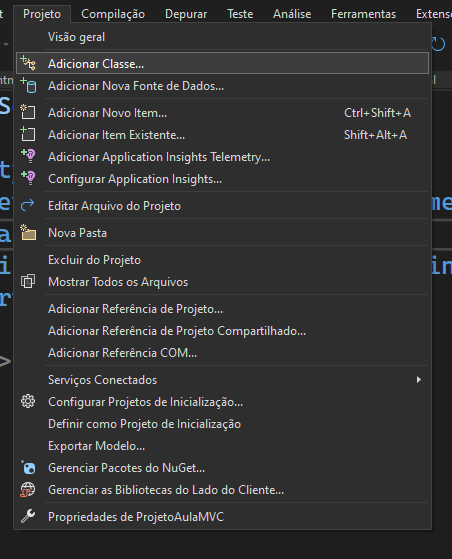 Projeto Compilação Depurar Teste Análise Ferramentas Extens
Visão geral
Adicionar Classe...
Adicionar Nova Fonte de Dados...
Adicionar Novo Item... Ctrl+Shift+A
Adicionar Item Existente... Shift+Alt+A
Adicionar Application Insights Telemetry...
Configurar Application Insights...
Editar Arquivo do Projeto
Nova Pasta
Excluir do Projeto
Mostrar Todos os Arquivos
Adicionar Referência de Projeto...
Adicionar Referência de Projeto Compartilhado...
Adicionar Referência COM...
Serviços Conectados
Configurar Projetos de Inicialização...
Definir como Projeto de Inicialização
Exportar Modelo...
Gerenciar Pacotes do NuGet...
Gerenciar as Bibliotecas do Lado do Cliente...
Propriedades de ProjetoAulaMVC